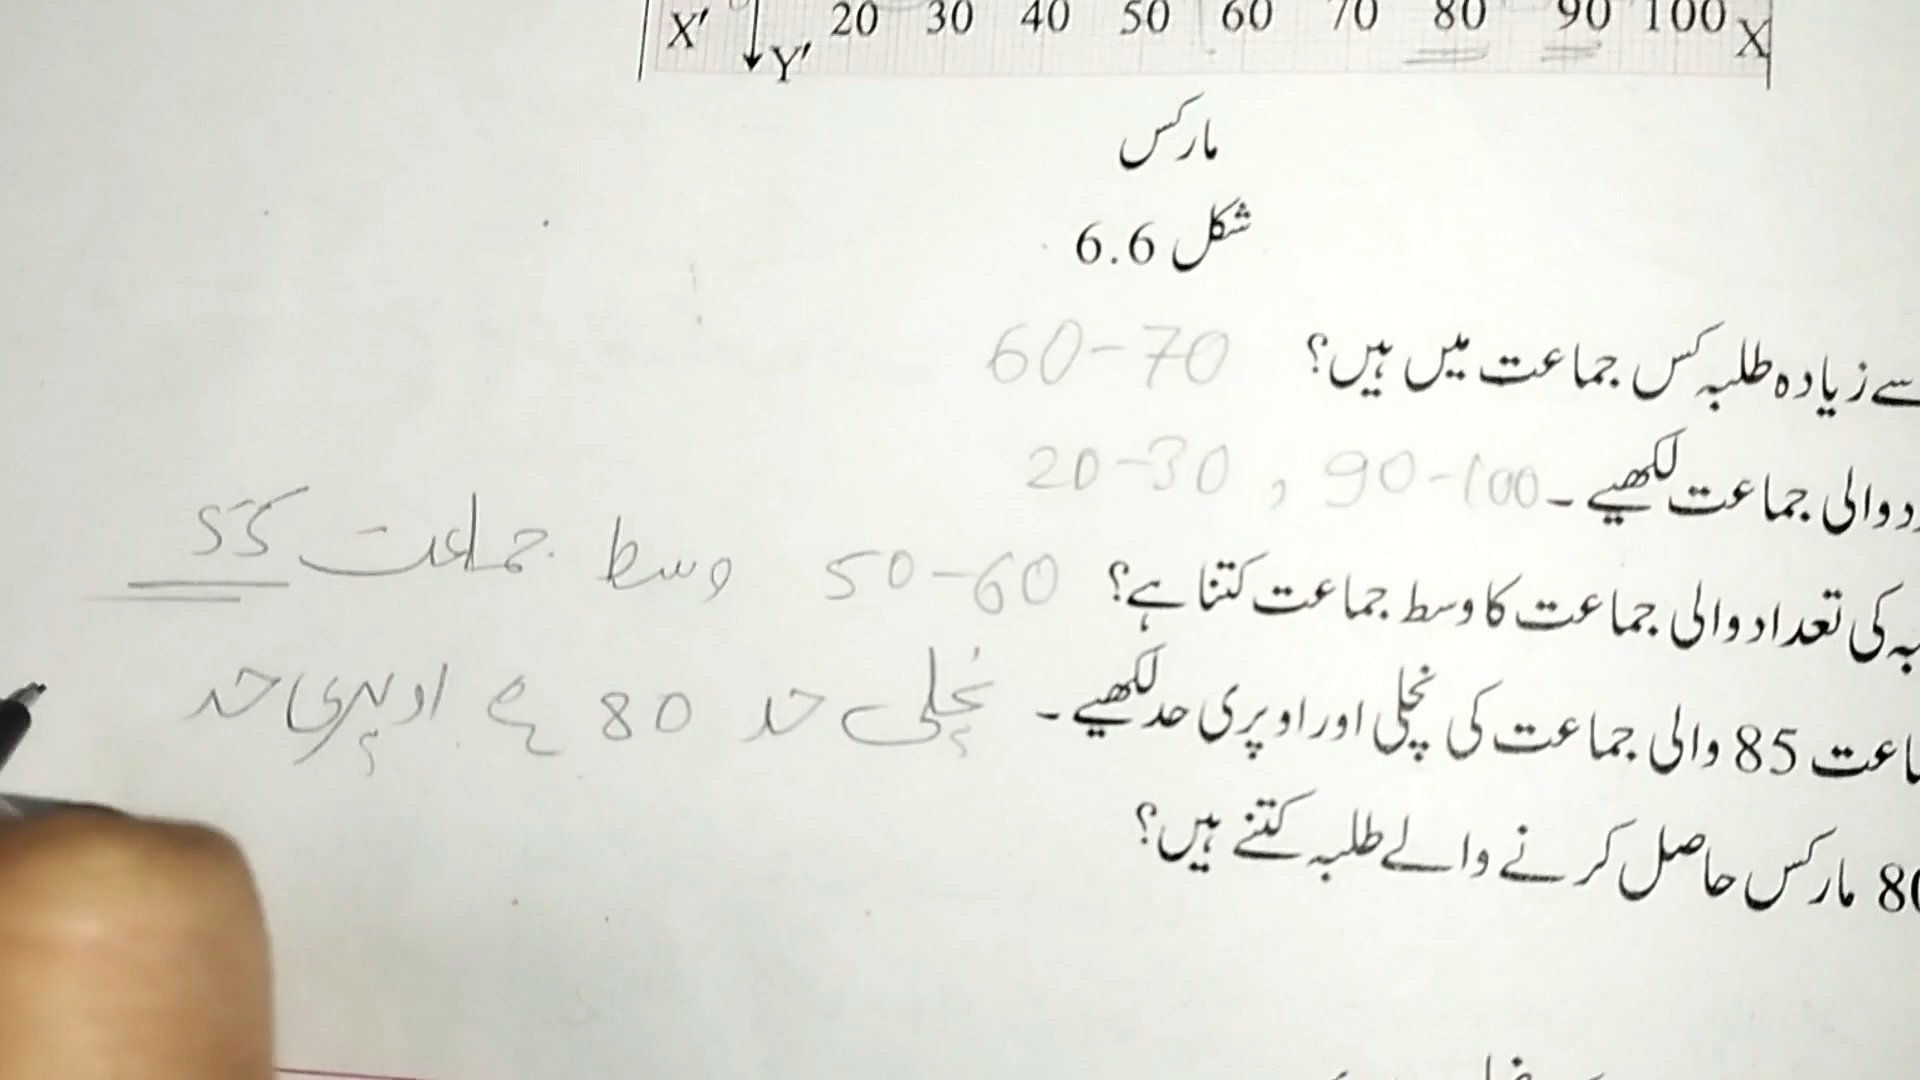 X' Y' 20 30 40 50 60 70 80 90 100 X
مارکس
شکل 6.6
سے زیادہ طلبہ کس جماعت میں ہیں؟ 60-70
والی جماعت لکھیے۔ 20-30 , 90-100
کی تعداد والی جماعت کا وسط جماعت کتنا ہے؟ 50-60 وسط جماعت 55
85 والی جماعت کی نچلی اور اوپری حد لکھیے۔ نچلی حد 80 ہے اوپری حد
80 مارکس حاصل کرنے والے طلبہ کتنے ہیں؟